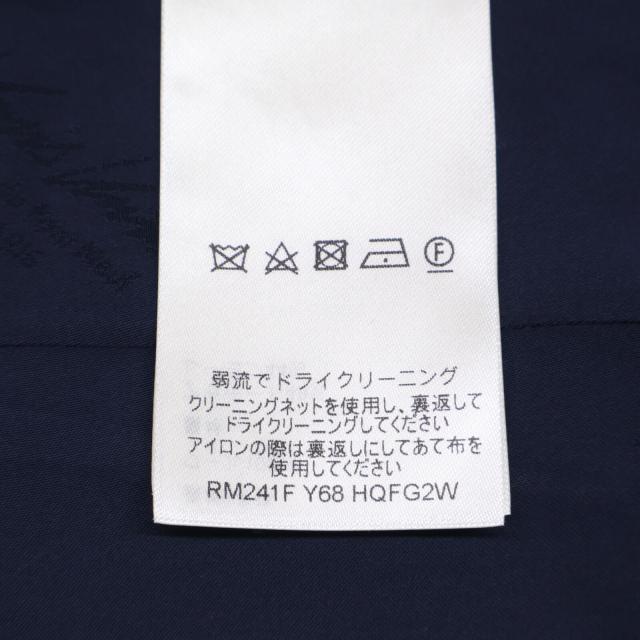 F
弱流でドライクリーニング
クリーニングネットを使用し、裏返して
ドライクリーニングしてください
アイロンの際は裏返しにしてあて布を
使用してください
RM241F Y68 HQFG2W